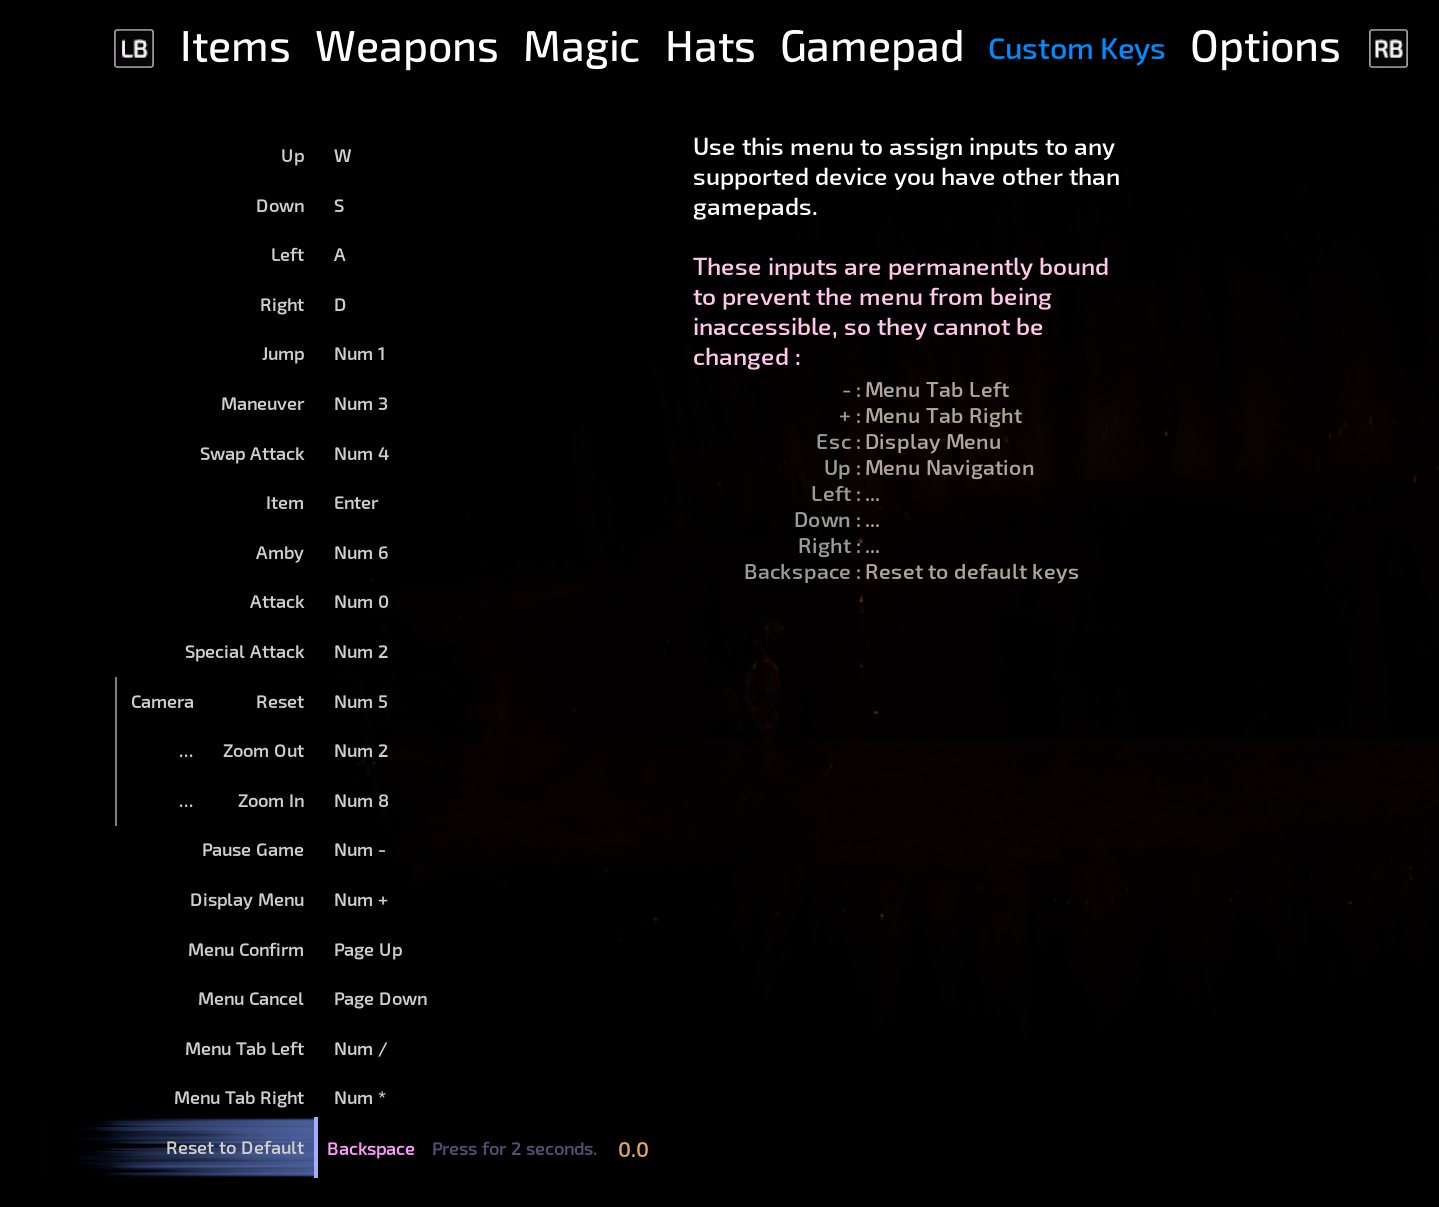 LB Items Weapons Magic Hats Gamepad Custom Keys Options RB
Up W
Down S
Left A
Right D
Jump Num 1
Maneuver Num 3
Swap Attack Num 4
Item Enter
Amby Num 6
Attack Num 0
Special Attack Num 2
Camera Reset Num 5
... Zoom Out Num 2
... Zoom In Num 8
Pause Game Num -
Display Menu Num +
Menu Confirm Page Up
Menu Cancel Page Down
Menu Tab Left Num /
Menu Tab Right Num *
Reset to Default Backspace Press for 2 seconds. 0.0
Use this menu to assign inputs to any
supported device you have other than
gamepads.
These inputs are permanently bound
to prevent the menu from being
inaccessible, so they cannot be
changed :
- : Menu Tab Left
+ : Menu Tab Right
Esc : Display Menu
Up : Menu Navigation
Left : ...
Down : ...
Right : ...
Backspace : Reset to default keys